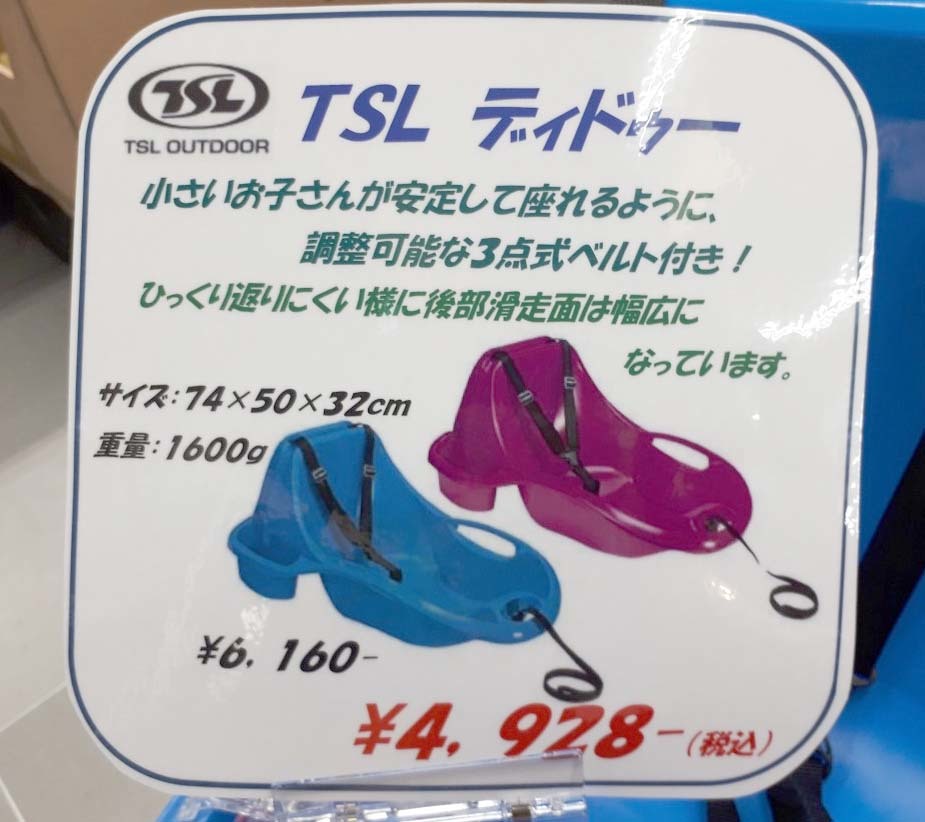 TSL
TSL OUTDOOR
TSL ディドゥー
小さいお子さんが安定して座れるように、
調整可能な3点式ベルト付き!
ひっくり返りにくい様に後部滑走面は幅広に
なっています。
サイズ:74×50×32cm
重量:1600g
¥6,160-
¥4,928-(税込)